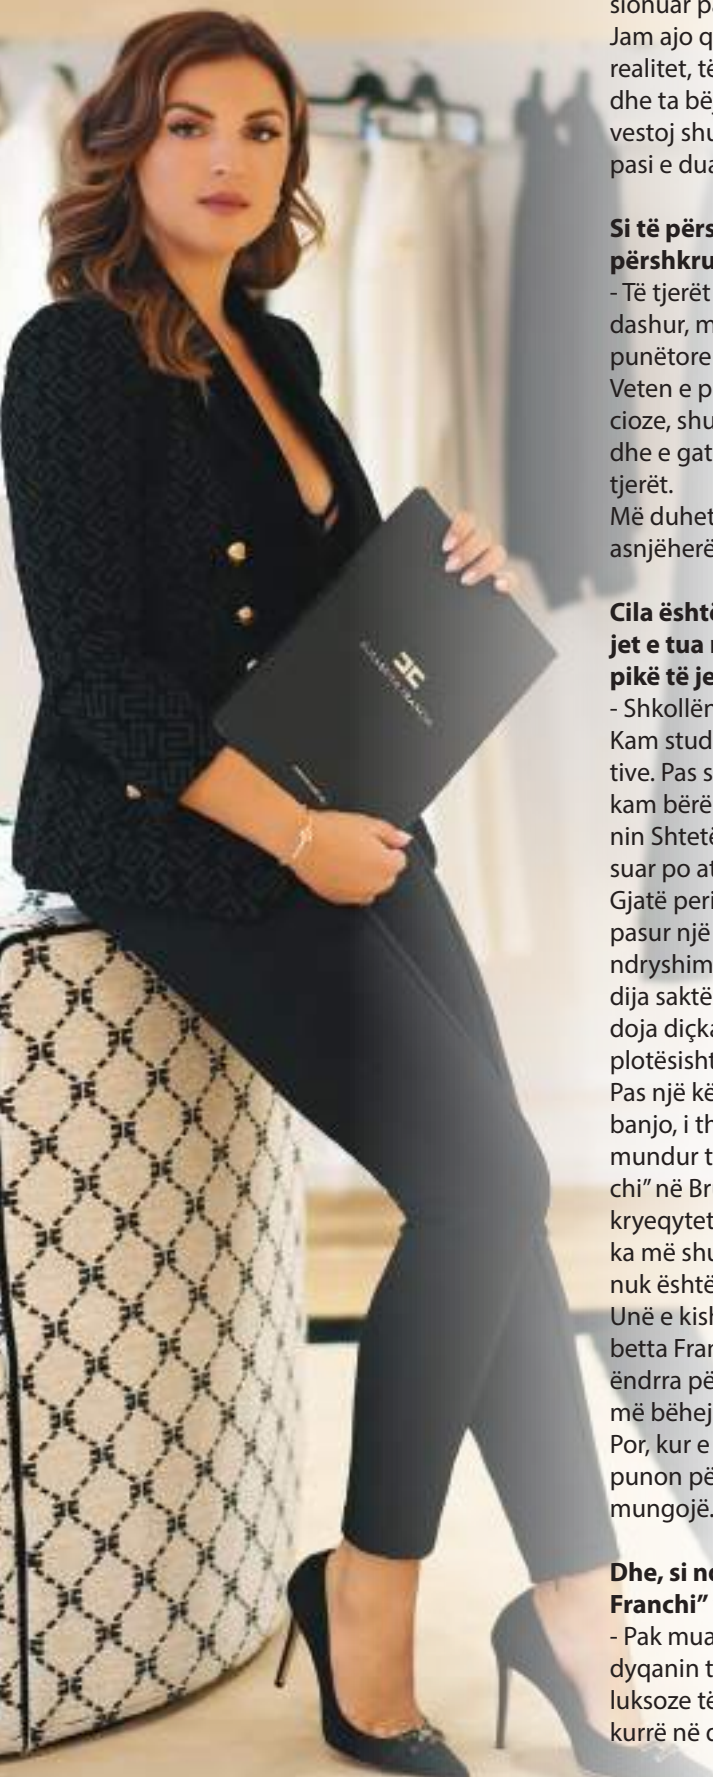 ELISABETTA FRANCHI
sionuar pa
Jam ajo q
realitet, të
dhe ta bëj
vestoj shu
pasi e dua
Si të përs
përshkru
- Të tjerët
dashur, m
punëtore
Veten e p
cioze, shu
dhe e gat
tjerët.
Më duhet
asnjëherë
Cila ështe
jet e tua n
pikë të je
- Shkollën
Kam stud
tive. Pas s
kam bërë
nin Shtetë
suar po at
Gjatë peri
pasur një
ndryshim
dija saktë
doja diçka
plotësisht
Pas një kë
banjo, i th
mundur t
chi” në Br
kryeqytet
ka më shu
nuk është
Unë e kish
betta Fran
ëndrra pë
më bëhej
Por, kur e
punon pë
mungojë.
Dhe, si nd
Franchi”
- Pak mua
dyqanin t
luksoze të
kurrë në d